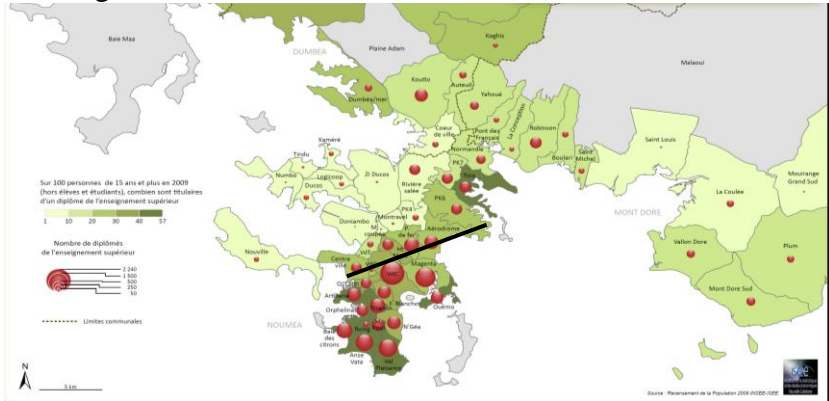 Baie Maa
DUMBEA
Plaine Adam
Koghis
Malaoui
Koutio
Auteuil
Dumbéa/mer
Yahoué
Coeur
de ville
Pont des
Français
La Conception
Robinson
Boulari
Saint
Michel
Saint Louis
Mouirange
Grand Sud
Normandie
PK7
Kaméré
Tindu
Numbo
Logicoop
ZI Ducos
Ducos
Rivière
salée
Tina
PK6
La Coulée
MONT DORE
Sur 100 personnes de 15 ans et plus en 2009
(hors élèves et étudiants), combien sont titulaires
d'un diplôme de l'enseignement supérieur
1 10 20 30 40 57
Doniambo
Montravel
PK4
Aérodrome
Nombre de diplômés
de l'enseignement supérieur
2 240
1 500
500
250
50
Nouville
Centre
ville
Magenta
Vallon Dore
Plum
Mont Dore Sud
Artillerie
Ouémo
Orphelinat
N'Géa
NOUMEA
Baie
des
citrons
Anse
Vata
Val
Plaisance
Limites communales
N
5 km
Source : Recensement de la Population 2009 INSEE-ISEE
isee